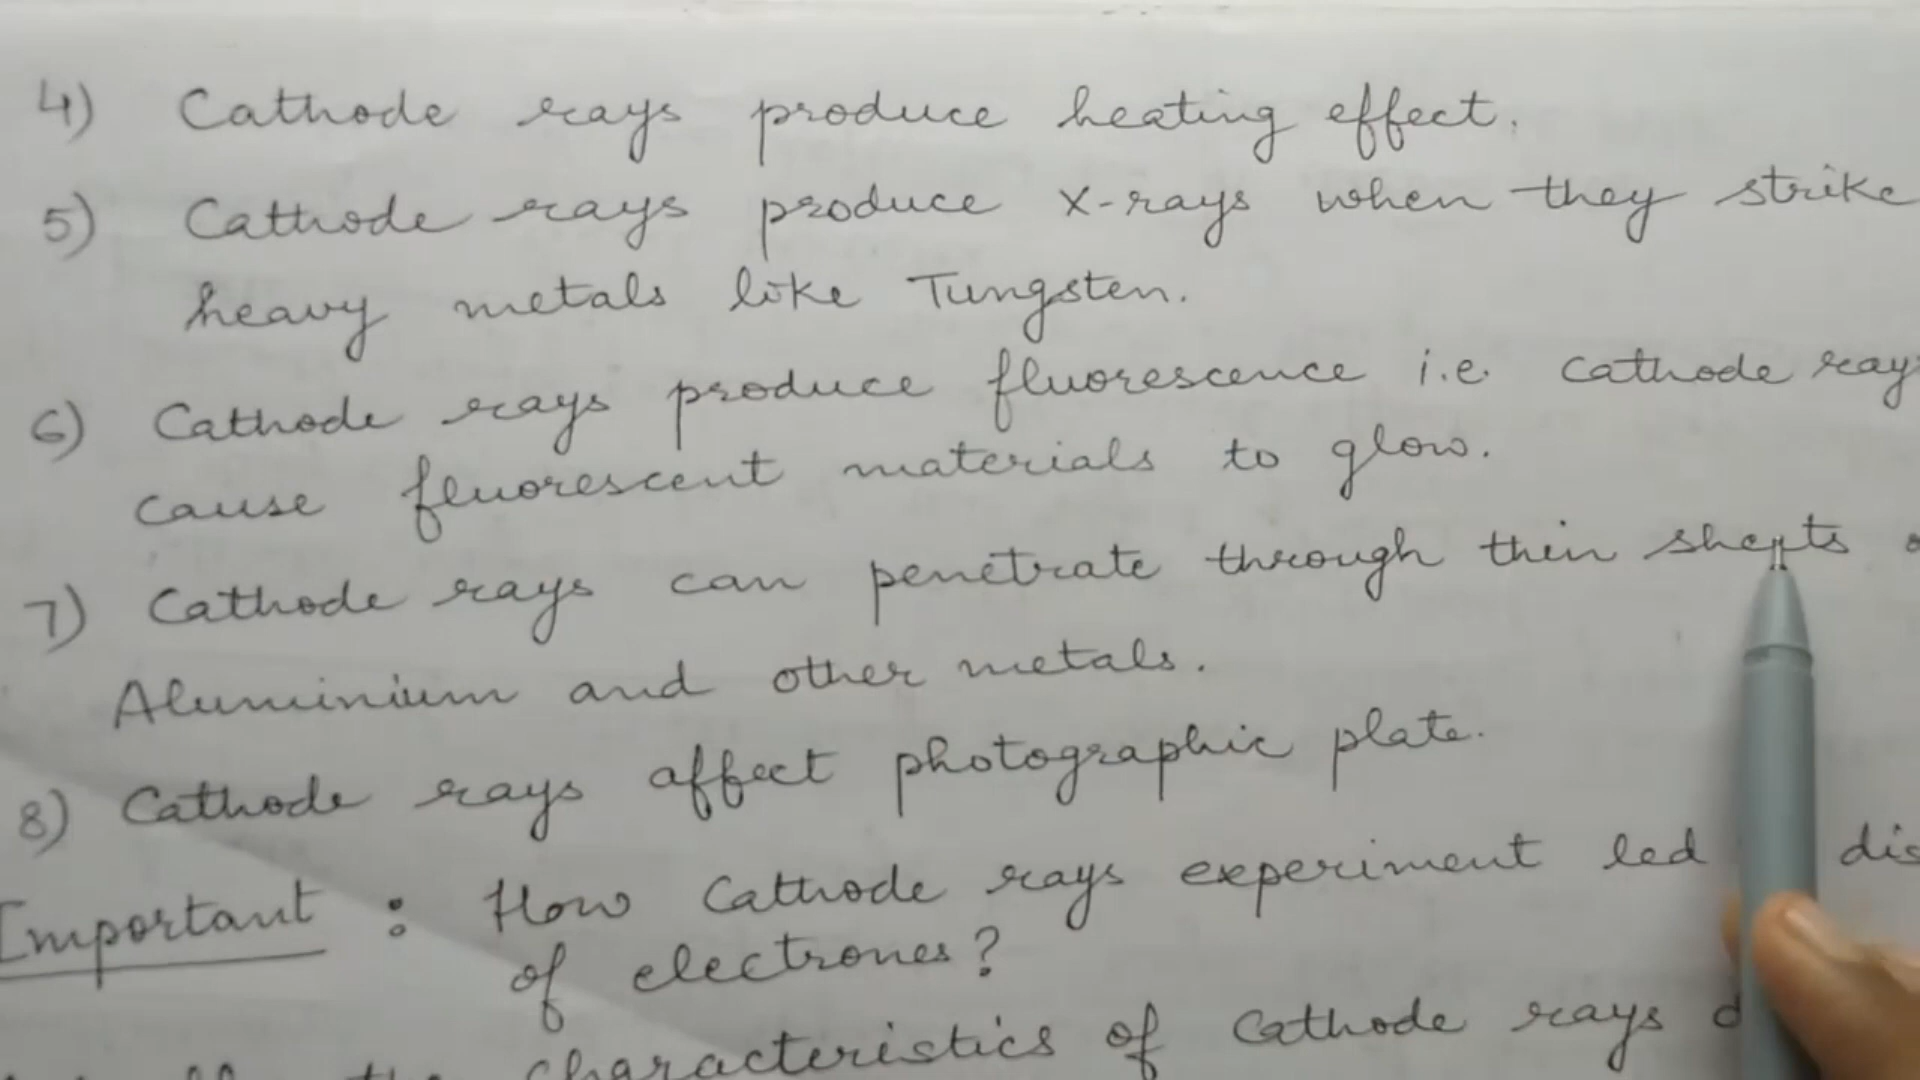 4) Cathode rays produce heating effect.
5) Cathode rays produce X-rays when they strike
heavy metals like Tungsten.
6) Cathode rays produce fluorescence i.e. cathode rays
cause fluorescent materials to glow.
7) Cathode rays can penetrate through thin sheets
Aluminium and other metals.
8) Cathode rays affect photographic plate.
Important : How Cathode rays experiment led dis
of electrones?
characteristics of cathode rays